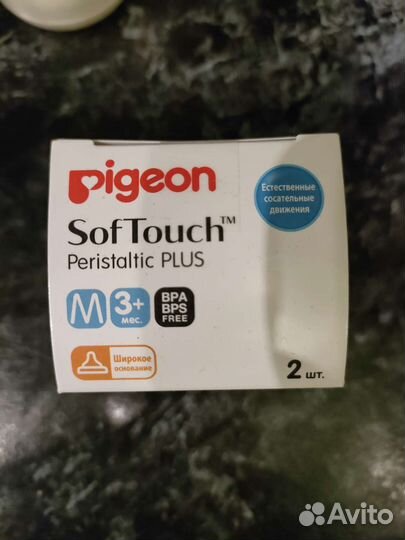 pigeon
SofTouch™
Peristaltic PLUS
Естественные
сосательные
движения
M
3+
мес.
BPA
BPS
FREE
Широкое
основание
2 шт.
Avito